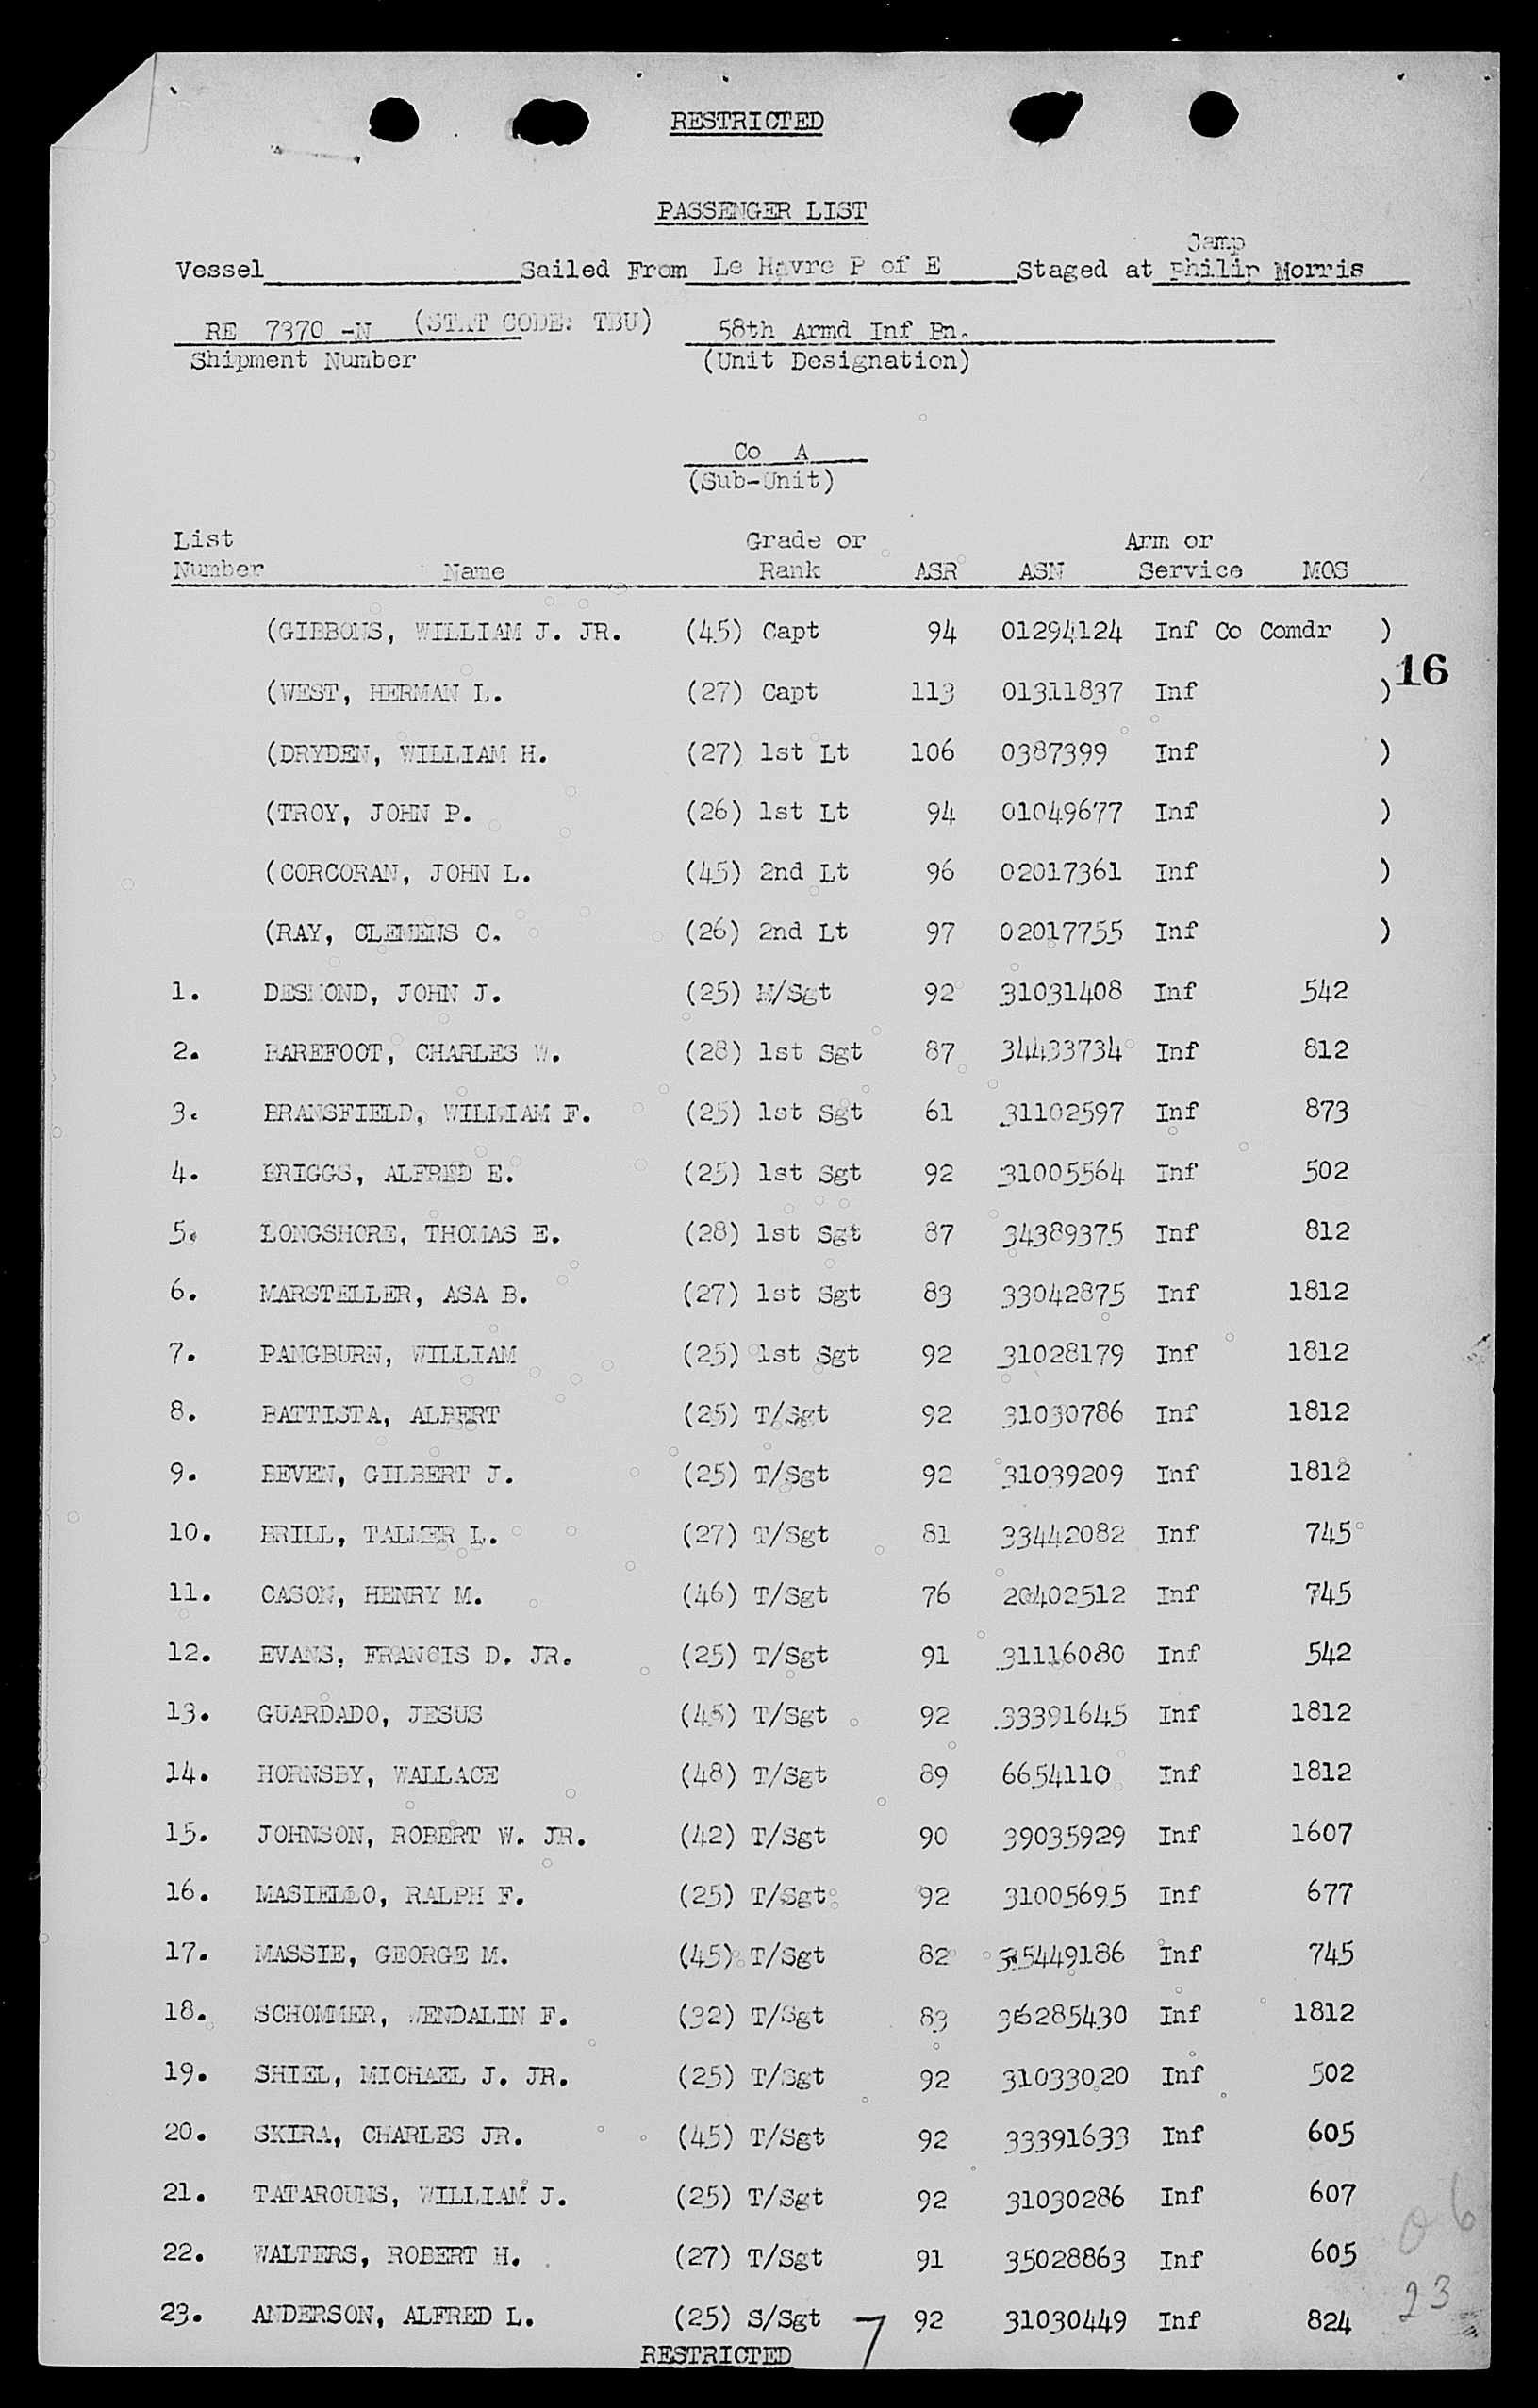 RESTRICTED
PASSENGER LIST
Camp
Vessel Sailed From Le Havre P of E Staged at Philip Morris
RE 7370 -N (STAT CODE: TBU) 58th Armd Inf Bn.
Shipment Number (Unit Designation)
Co A
(Sub-Unit)
List Grade or Arm or
Number Name Rank ASR ASN Service MOS
(GIBBONS, WILLIAM J. JR. (45) Capt 94 01294124 Inf Co Comdr )
16
(WEST, HERMAN L. (27) Capt 113 01311837 Inf )
(DRYDEN, WILLIAM H. (27) 1st Lt 106 0387399 Inf )
(TROY, JOHN P. (26) 1st Lt 94 01049677 Inf )
(CORCORAN, JOHN L. (45) 2nd Lt 96 02017361 Inf )
(RAY, CLEMENS C. (26) 2nd Lt 97 02017755 Inf )
1. DESMOND, JOHN J. (25) M/Sgt 92 31031408 Inf 542
2. BAREFOOT, CHARLES W. (28) 1st Sgt 87 34433734 Inf 812
3. BRANSFIELD, WILLIAM F. (25) 1st Sgt 61 31102597 Inf 873
4. BRIGGS, ALFRED E. (25) 1st Sgt 92 31005564 Inf 502
5. LONGSHORE, THOMAS E. (28) 1st Sgt 87 34389375 Inf 812
6. MARSTELLER, ASA B. (27) 1st Sgt 83 33042875 Inf 1812
7. PANGBURN, WILLIAM (25) 1st Sgt 92 31028179 Inf 1812
8. BATTISTA, ALBERT (25) T/Sgt 92 31030786 Inf 1812
9. BEVEN, GILBERT J. (25) T/Sgt 92 31039209 Inf 1812
10. BRILL, TALMER L. (27) T/Sgt 81 33442082 Inf 745
11. CASON, HENRY M. (46) T/Sgt 76 20402512 Inf 745
12. EVANS, FRANCIS D. JR. (25) T/Sgt 91 31116080 Inf 542
13. GUARDADO, JESUS (45) T/Sgt 92 33391645 Inf 1812
14. HORNSBY, WALLACE (48) T/Sgt 89 6654110 Inf 1812
15. JOHNSON, ROBERT W. JR. (42) T/Sgt 90 39035929 Inf 1607
16. MASIELLO, RALPH F. (25) T/Sgt 92 31005695 Inf 677
17. MASSIE, GEORGE M. (45) T/Sgt 82 35449186 Inf 745
18. SCHOMMER, WENDALIN F. (32) T/Sgt 83 36285430 Inf 1812
19. SHIEL, MICHAEL J. JR. (25) T/Sgt 92 31033020 Inf 502
20. SKIRA, CHARLES JR. (45) T/Sgt 92 33391633 Inf 605
21. TATAROUNS, WILLIAM J. (25) T/Sgt 92 31030286 Inf 607
06
22. WALTERS, ROBERT H. (27) T/Sgt 91 35028863 Inf 605
23
23. ANDERSON, ALFRED L. (25) S/Sgt 92 31030449 Inf 824
RESTRICTED 7